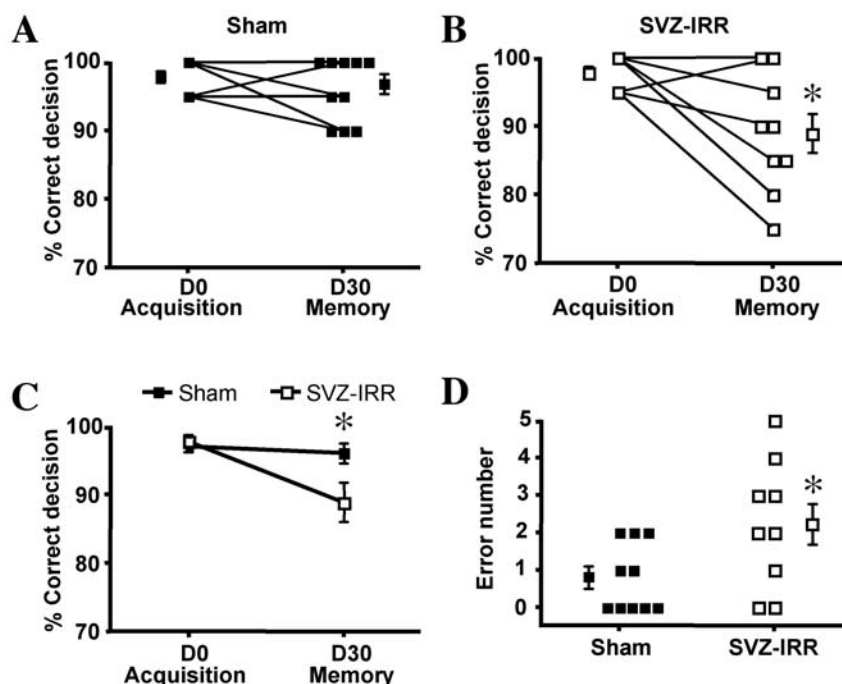 A
Sham
% Correct decision
100
90
80
70
D0
Acquisition
D30
Memory
B
SVZ-IRR
% Correct decision
100
90
80
70
*
D0
Acquisition
D30
Memory
C
Sham
SVZ-IRR
% Correct decision
100
90
70
*
D0
Acquisition
D30
Memory
D
Error number
5
4
3
2
1
0
*
Sham
SVZ-IRR